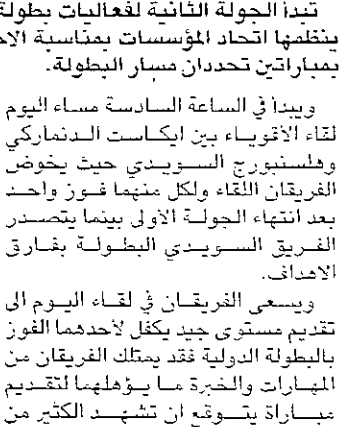 تبدأ الجولة الثانية لفعاليات بطولة
ينظمها اتحاد المؤسسات بمناسبة الاح
بمباراتين تحددان مسار البطولة.
ويبدأ في الساعة السادسة مساء اليوم
لقاء الأقوياء بين ايكاست الدنماركي
وهلسنبورج السويدي حيث يخوض
الفريقان اللقاء ولكل منهما فوز واحد
بعد انتهاء الجولة الأولى بينما يتصدر
الفريق السويدي البطولة بفارق
الاهداف.
ويسعى الفريقان في لقاء اليوم الى
تقديم مستوى جيد يكفل لأحدهما الفوز
بالبطولة الدولية فقد يمتلك الفريقان من
المهارات والخبرة ما يؤهلهما لتقديم
مباراة يتوقع ان تشهد الكثير من